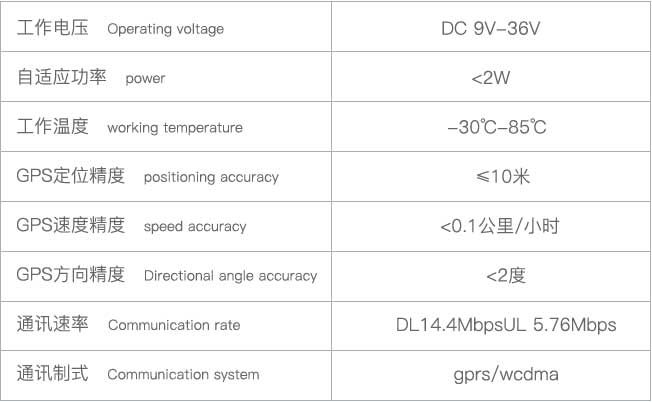 工作电压 Operating voltage DC 9V-36V
自适应功率 power <2W
工作温度 working temperature -30℃-85℃
GPS定位精度 positioning accuracy ≤10米
GPS速度精度 speed accuracy <0.1公里/小时
GPS方向精度 Directional angle accuracy <2度
通讯速率 Communication rate DL14.4MbpsUL 5.76Mbps
通讯制式 Communication system gprs/wcdma